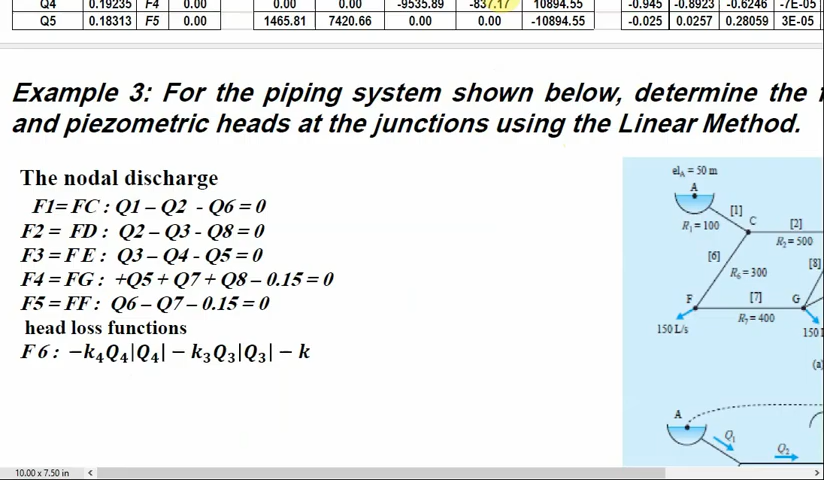 Q4 0.19235 F4 0.00 0.00 0.00 -9535.89 -837.17 10894.55 -0.945 -0.8923 -0.6246 -7E-05
Q5 0.18313 F5 0.00 1465.81 7420.66 0.00 0.00 -10894.55 -0.025 0.0257 0.28059 3E-05
Example 3: For the piping system shown below, determine the
and piezometric heads at the junctions using the Linear Method.
The nodal discharge
F1= FC : Q1 – Q2 - Q6 = 0
F2 = FD : Q2 – Q3 - Q8 = 0
F3 = F E : Q3 – Q4 - Q5 = 0
F4 = FG : +Q5 + Q7 + Q8 – 0.15 = 0
F5 = FF : Q6 – Q7 – 0.15 = 0
head loss functions
F 6 : −k₄Q₄|Q₄| − k₃Q₃|Q₃| − k
el_A = 50 m
A
[1]
C
[2]
R₁ = 100
R₂ = 500
[6]
[8]
R₆ = 300
F
[7]
G
R₇ = 400
150 L/s
150
(a)
A
Q₁
Q₂
10.00 x 7.50 in